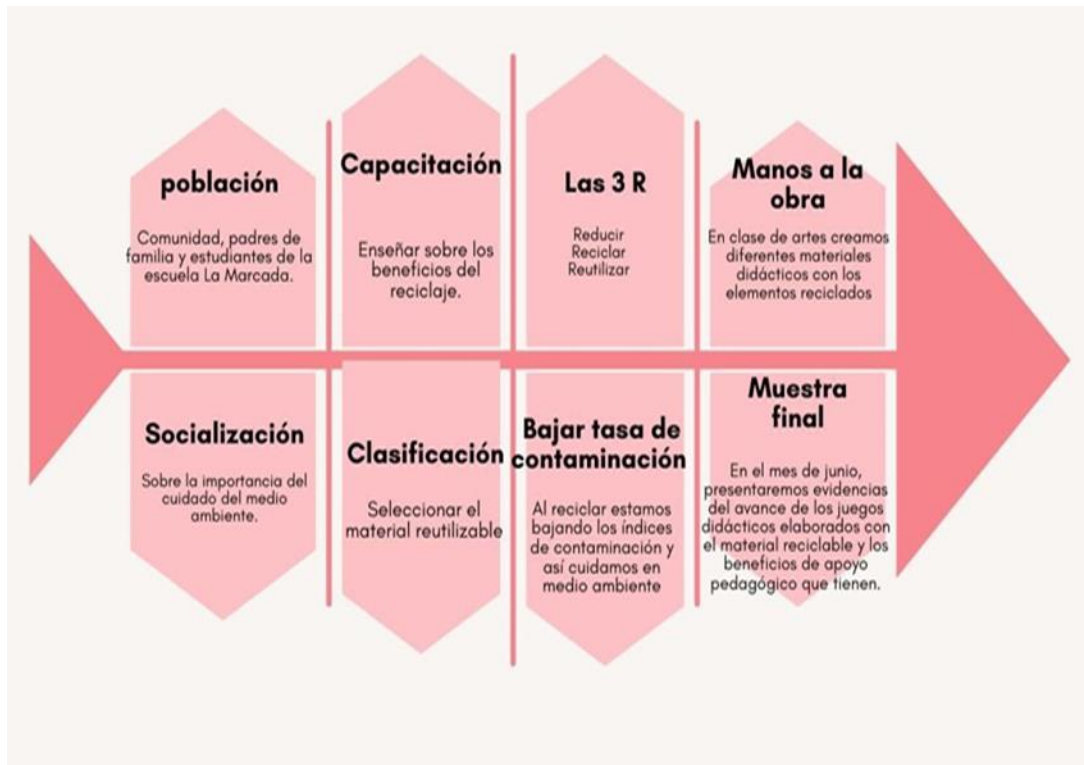 población
Comunidad, padres de
familia y estudiantes de la
escuela La Marcada.
Capacitación
Enseñar sobre los
beneficios del
reciclaje.
Las 3 R
Reducir
Reciclar
Reutilizar
Manos a la
obra
En clase de artes creamos
diferentes materiales
didácticos con los
elementos reciclados
Socialización
Sobre la importancia del
cuidado del medio
ambiente.
Clasificación
Seleccionar el
material reutilizable
Bajar tasa de
contaminación
Al reciclar estamos
bajando los índices
de contaminación y
así cuidamos en
medio ambiente
Muestra
final
En el mes de junio,
presentaremos evidencias
del avance de los juegos
didácticos elaborados con
el material reciclable y los
beneficios de apoyo
pedagógico que tienen.